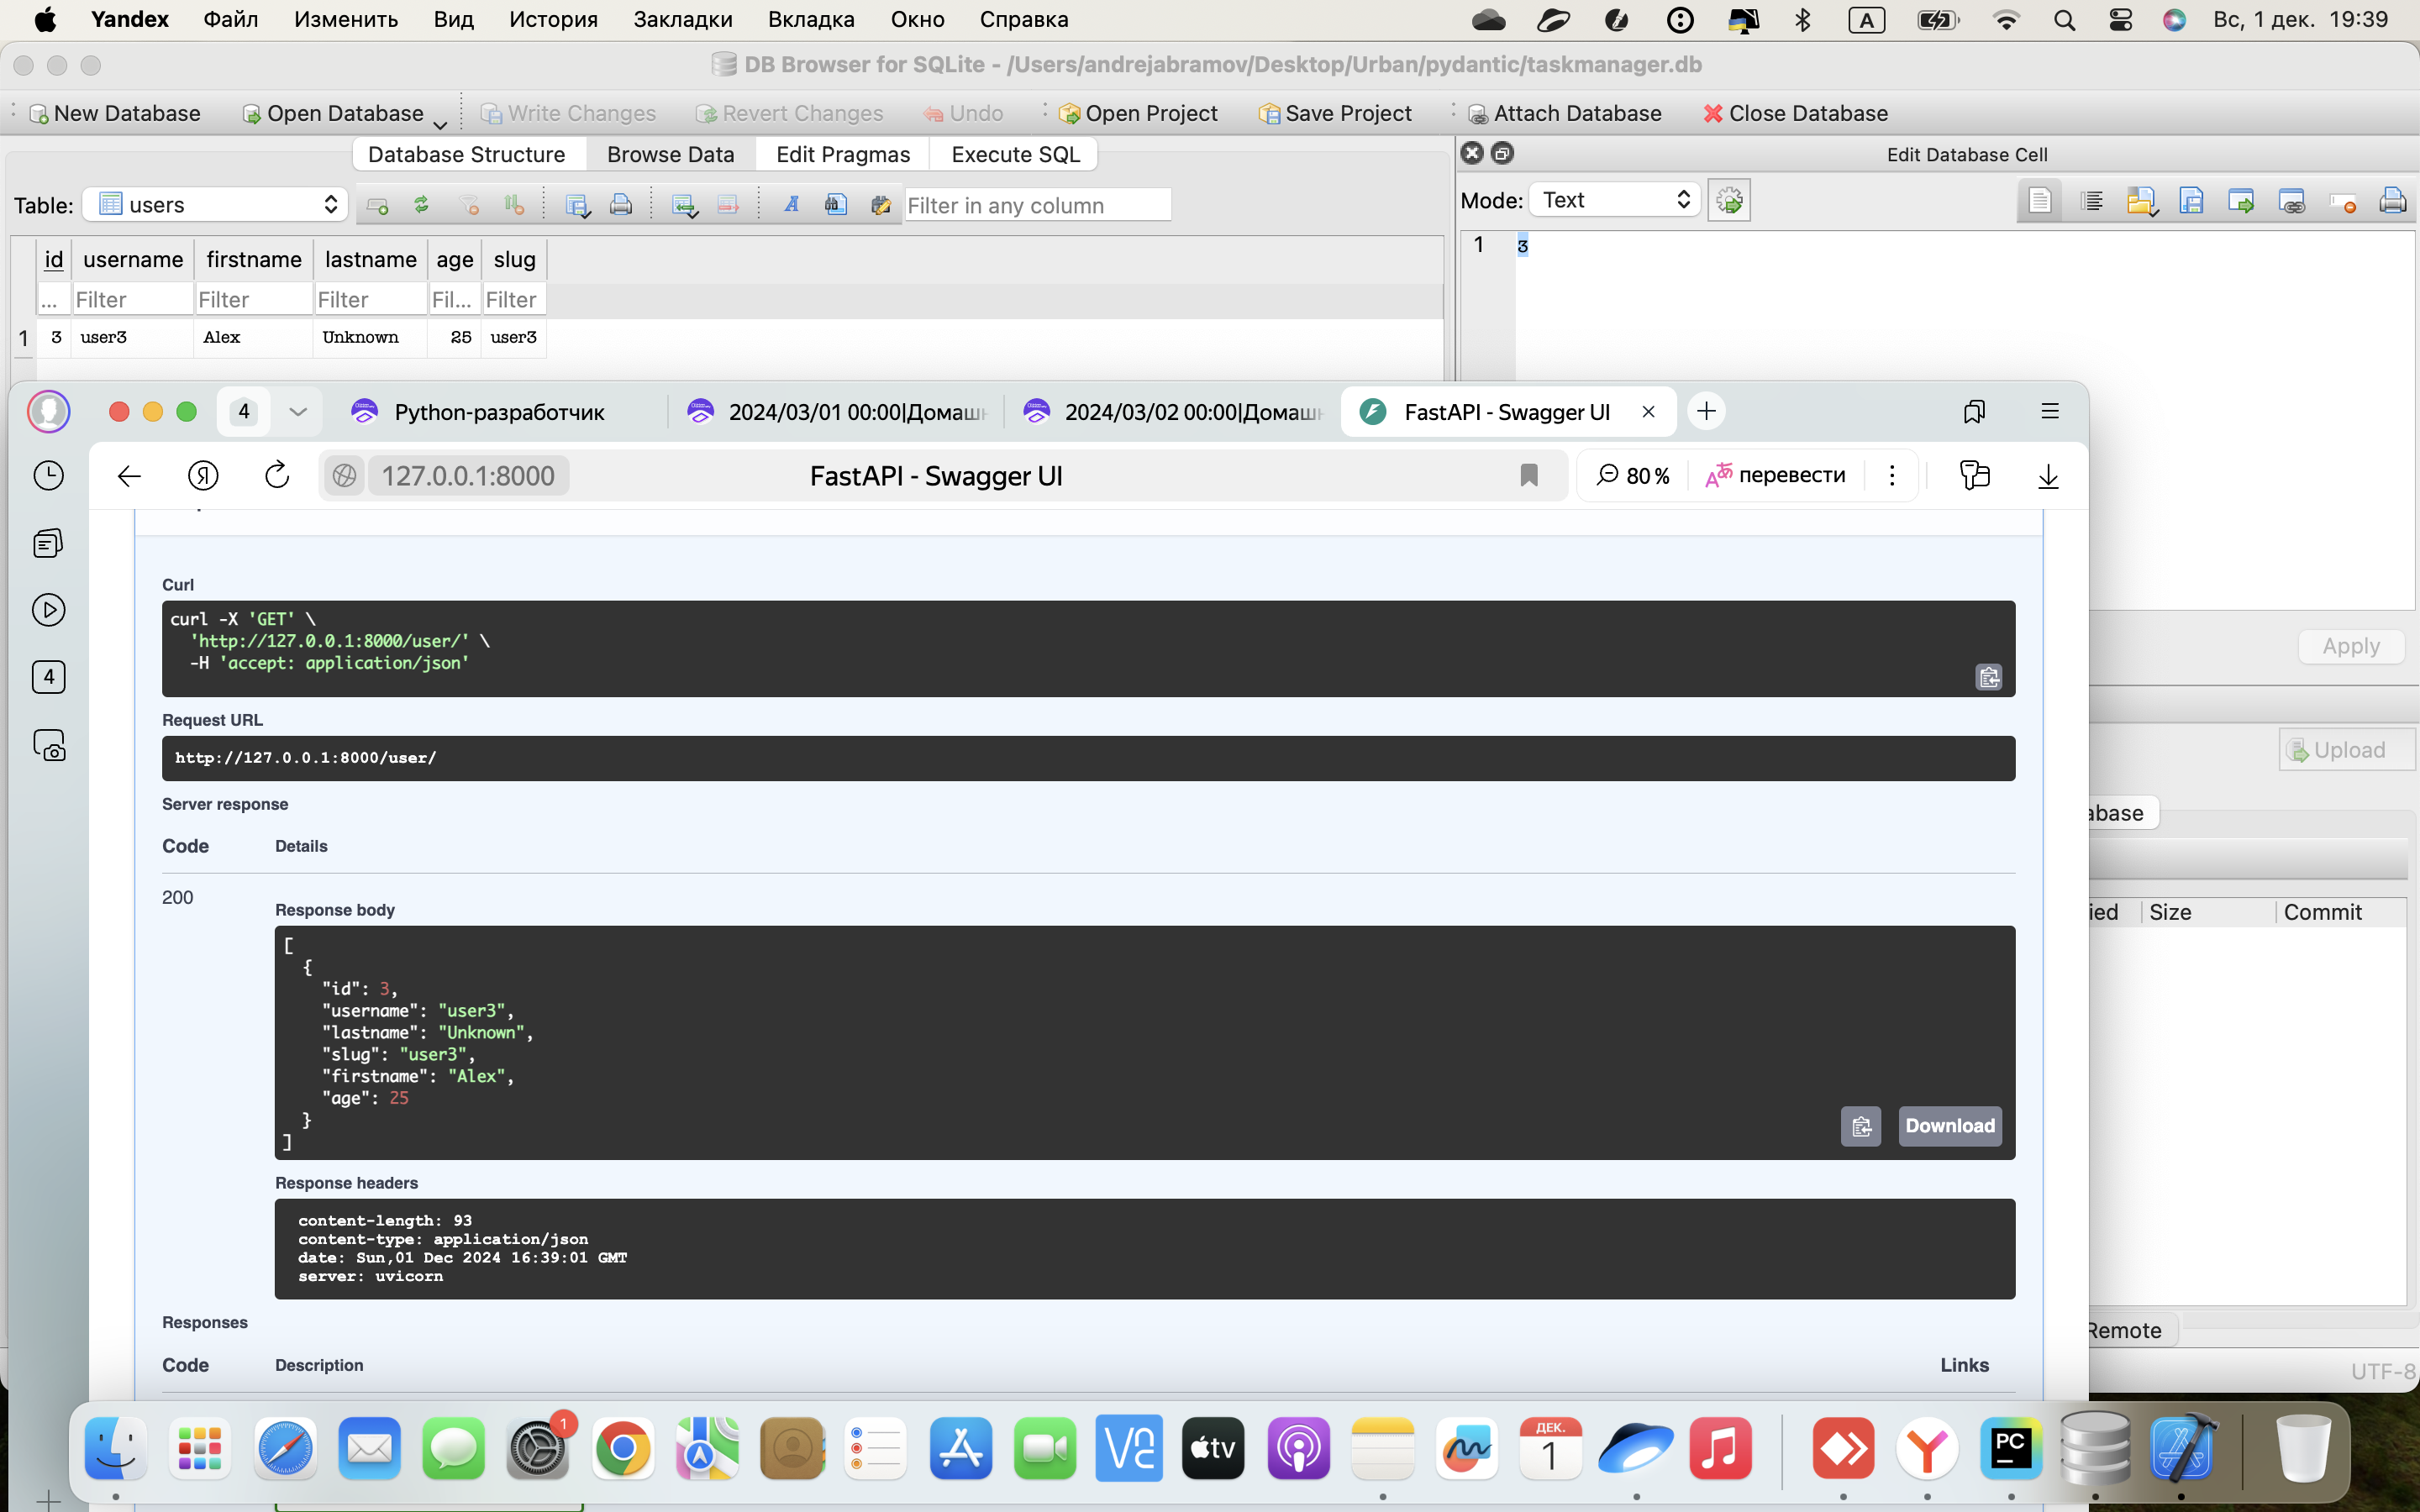 Yandex Файл Изменить Вид История Закладки Вкладка Окно Справка A Вс, 1 дек. 19:39
DB Browser for SQLite - /Users/andrejabramov/Desktop/Urban/pydantic/taskmanager.db
New Database Open Database Write Changes Revert Changes Undo Open Project Save Project Attach Database Close Database
Database Structure Browse Data Edit Pragmas Execute SQL
Edit Database Cell
Table: users Filter in any column
Mode: Text
1 3
id username firstname lastname age slug
... Filter Filter Filter Fil... Filter
1 3 user3 Alex Unknown 25 user3
4 Python-разработчик 2024/03/01 00:00|Домашн 2024/03/02 00:00|Домашн FastAPI - Swagger UI
127.0.0.1:8000 FastAPI - Swagger UI 80 % перевести
4
Curl
curl -X 'GET' \
'http://127.0.0.1:8000/user/' \
-H 'accept: application/json'
Apply
Request URL
http://127.0.0.1:8000/user/
Upload
Server response
abase
Code Details
200
Response body
ied Size Commit
[
{
"id": 3,
"username": "user3",
"lastname": "Unknown",
"slug": "user3",
"firstname": "Alex",
"age": 25
}
]
Download
Response headers
content-length: 93
content-type: application/json
date: Sun,01 Dec 2024 16:39:01 GMT
server: uvicorn
Responses
Remote
Code Description Links
UTF-8
1
tv
ДЕК.
1
PC